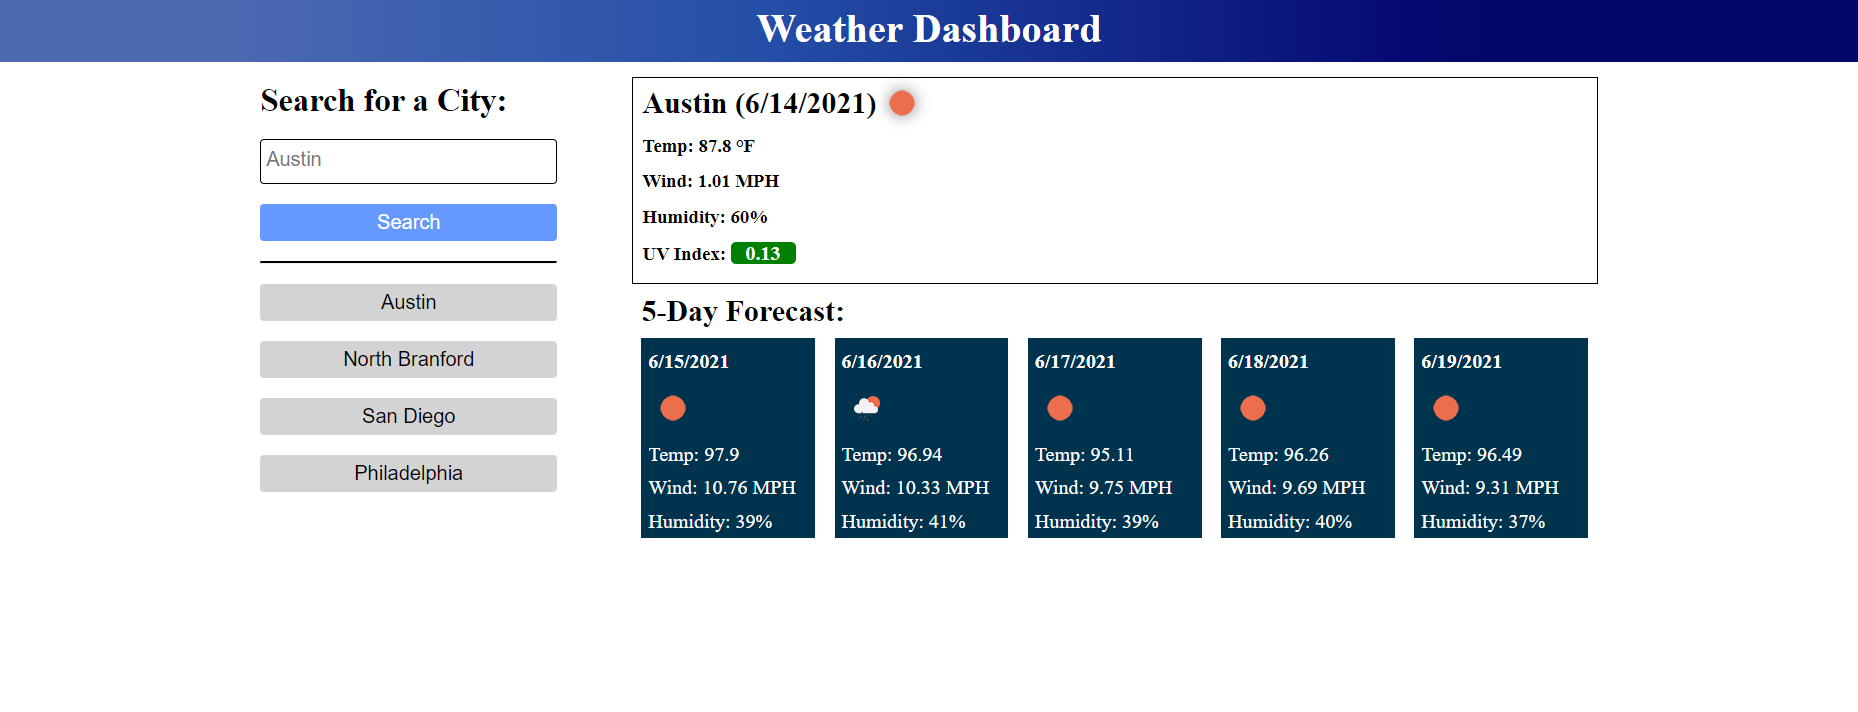 Weather Dashboard
Search for a City:
Austin
Search
Austin
North Branford
San Diego
Philadelphia
Austin (6/14/2021)
Temp: 87.8 °F
Wind: 1.01 MPH
Humidity: 60%
UV Index: 0.13
5-Day Forecast:
6/15/2021
Temp: 97.9
Wind: 10.76 MPH
Humidity: 39%
6/16/2021
Temp: 96.94
Wind: 10.33 MPH
Humidity: 41%
6/17/2021
Temp: 95.11
Wind: 9.75 MPH
Humidity: 39%
6/18/2021
Temp: 96.26
Wind: 9.69 MPH
Humidity: 40%
6/19/2021
Temp: 96.49
Wind: 9.31 MPH
Humidity: 37%